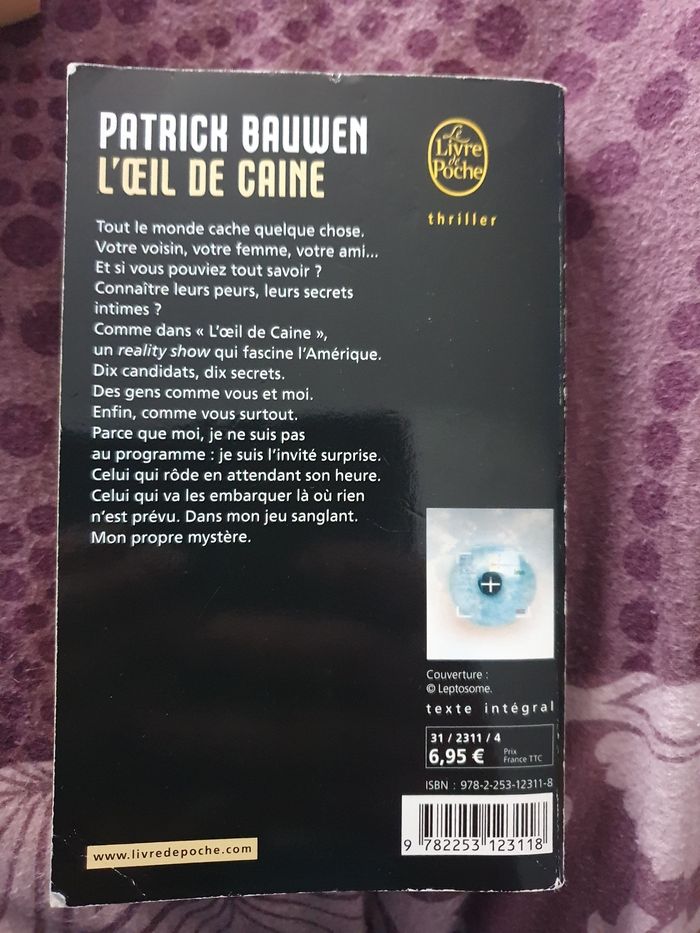 PATRICK BAUWEN
L'ŒIL DE CAINE
Le
Livre
de
Poche
thriller
Tout le monde cache quelque chose.
Votre voisin, votre femme, votre ami...
Et si vous pouviez tout savoir ?
Connaître leurs peurs, leurs secrets
intimes ?
Comme dans « L'œil de Caine »,
un reality show qui fascine l'Amérique.
Dix candidats, dix secrets.
Des gens comme vous et moi.
Enfin, comme vous surtout.
Parce que moi, je ne suis pas
au programme : je suis l'invité surprise.
Celui qui rôde en attendant son heure.
Celui qui va les embarquer là où rien
n'est prévu. Dans mon jeu sanglant.
Mon propre mystère.
Couverture :
© Leptosome.
texte intégral
31 / 2311 / 4
6,95 € Prix
France TTC
ISBN : 978-2-253-12311-8
9 782253 123118
www.livredepoche.com